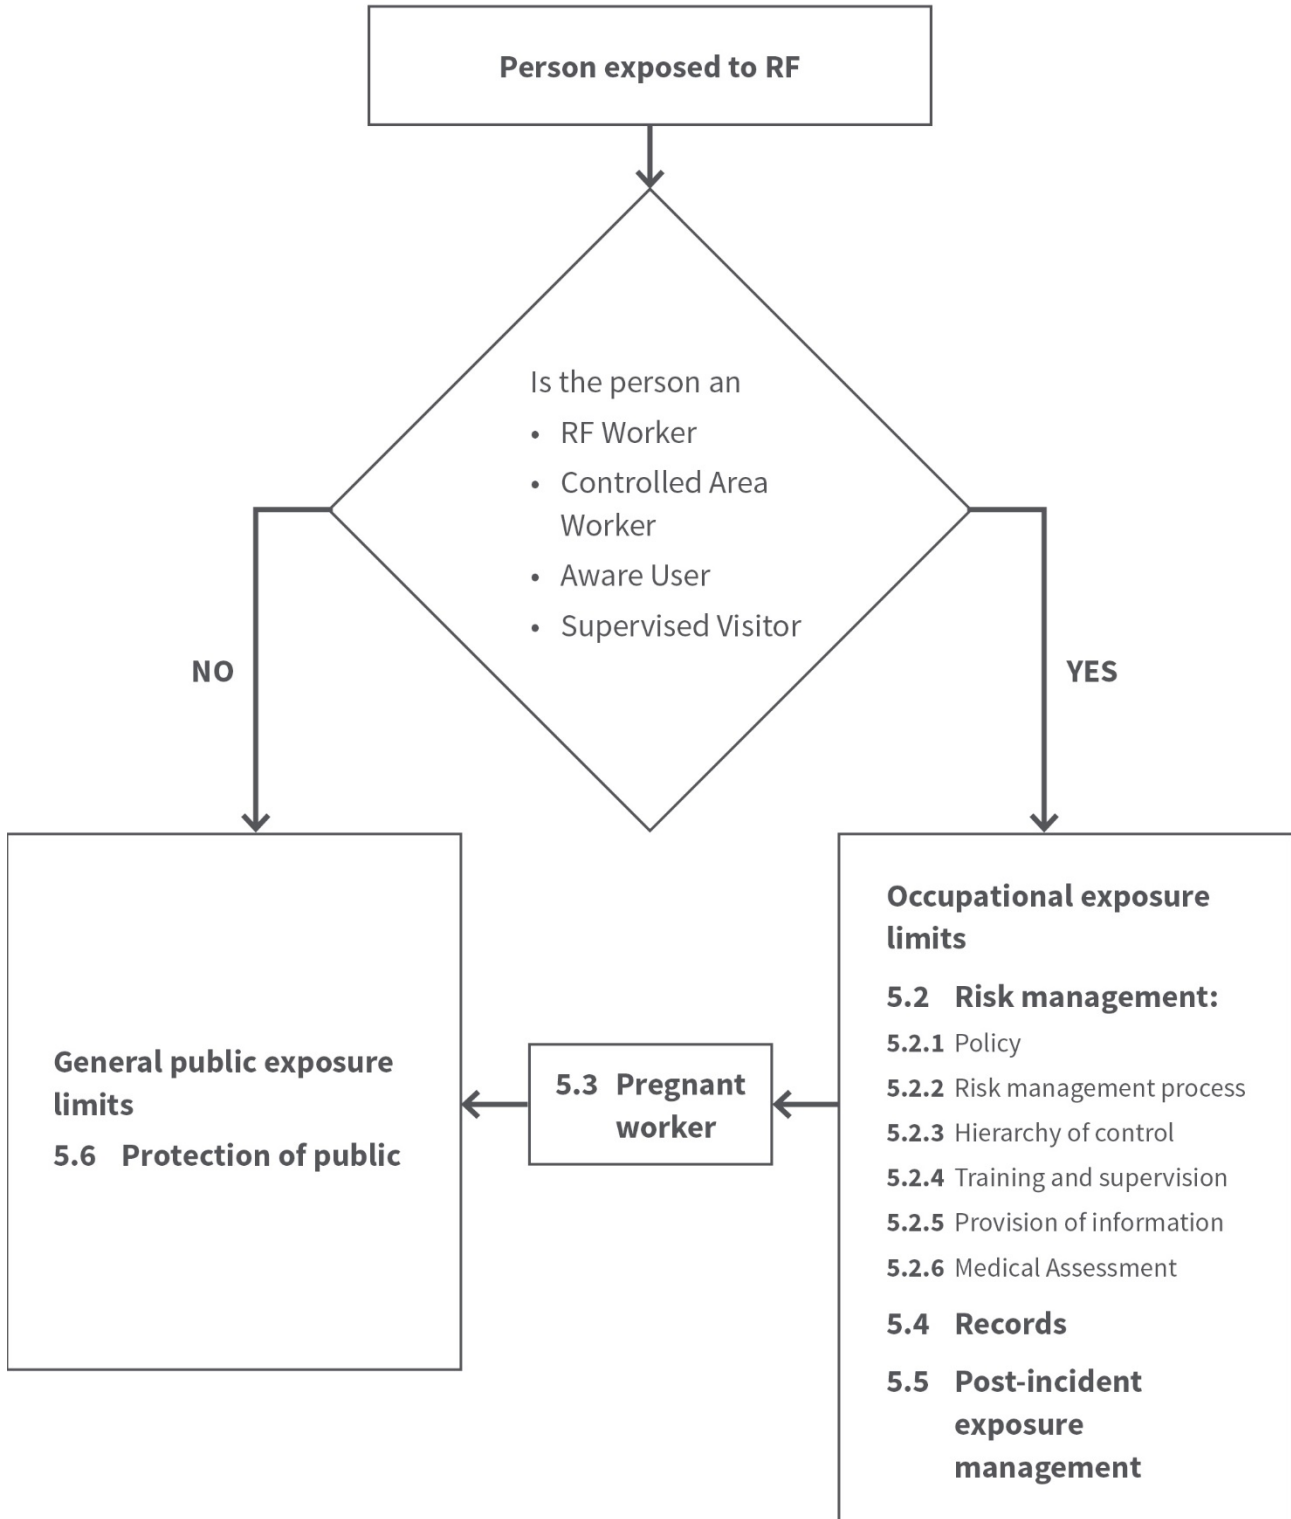 Person exposed to RF
Is the person an
• RF Worker
• Controlled Area
Worker
• Aware User
• Supervised Visitor
NO
YES
General public exposure
limits
5.6 Protection of public
5.3 Pregnant
worker
Occupational exposure
limits
5.2 Risk management:
5.2.1 Policy
5.2.2 Risk management process
5.2.3 Hierarchy of control
5.2.4 Training and supervision
5.2.5 Provision of information
5.2.6 Medical Assessment
5.4 Records
5.5 Post-incident
exposure
management